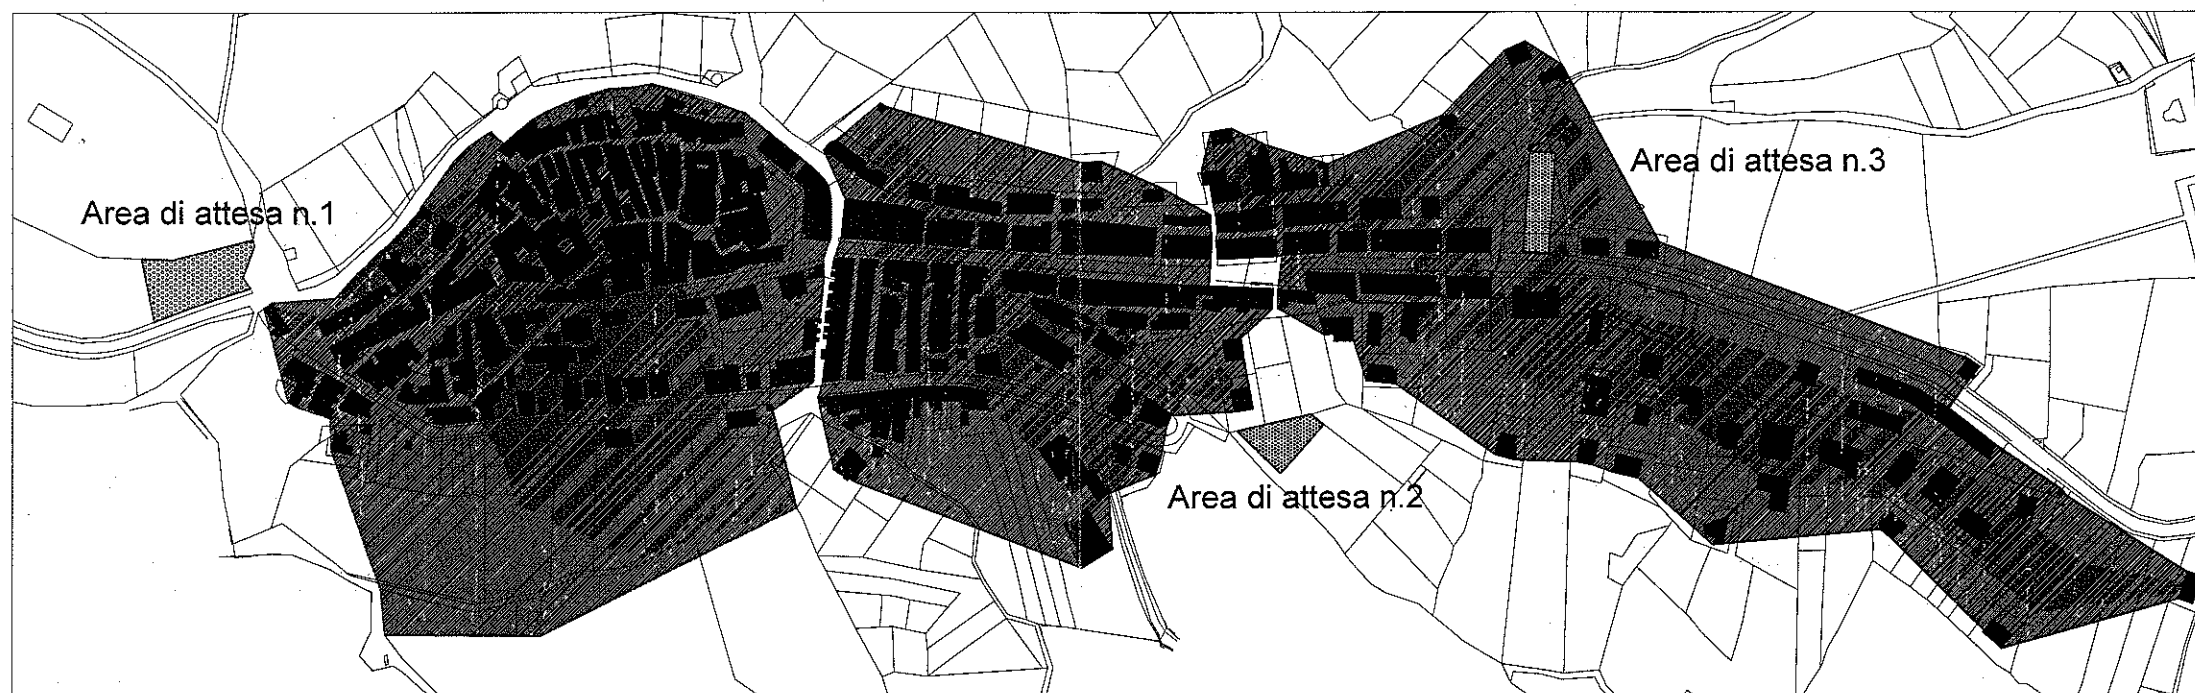 Area di attesa n.3
Area di attesa n.1
Area di attesa n.2